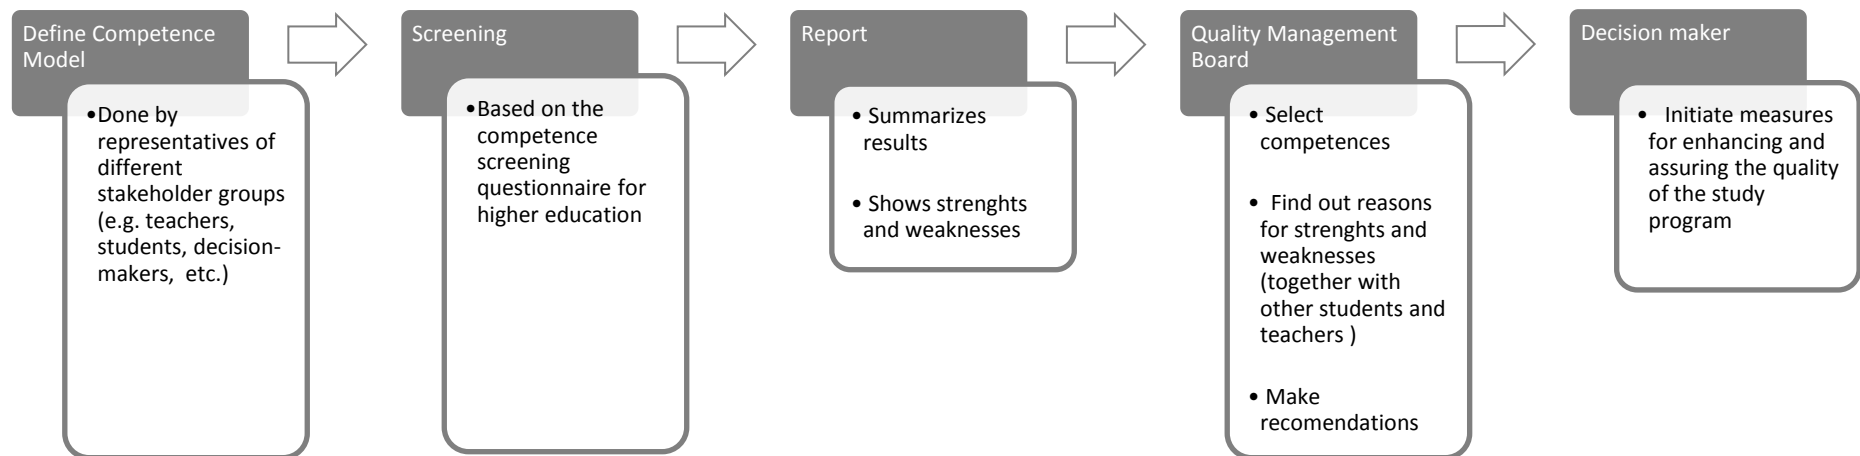 Define Competence
Model
•Done by
representatives of
different
stakeholder groups
(e.g. teachers,
students, decision-
makers, etc.)
Screening
•Based on the
competence
screening
questionnaire for
higher education
Report
• Summarizes
results
• Shows strenghts
and weaknesses
Quality Management
Board
• Select
competences
• Find out reasons
for strenghts and
weaknesses
(together with
other students and
teachers )
• Make
recomendations
Decision maker
• Initiate measures
for enhancing and
assuring the quality
of the study
program